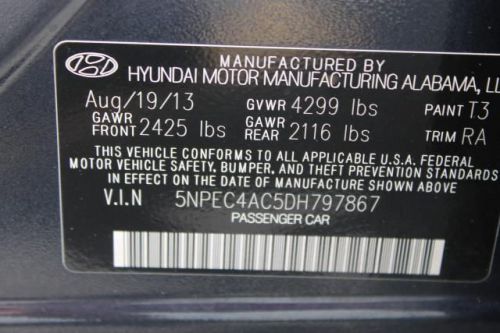 MANUFACTURED BY
HYUNDAI MOTOR MANUFACTURING ALABAMA, LL
Aug/19/13 GVWR 4299 lbs PAINT T3
GAWR FRONT 2425 lbs GAWR REAR 2116 lbs TRIM RA
THIS VEHICLE CONFORMS TO ALL APPLICABLE U.S.A. FEDERAL
MOTOR VEHICLE SAFETY, BUMPER, AND THEFT PREVENTION STANDARDS
IN EFFECT ON THE DATE OF MANUFACTURE SHOWN ABOVE.
V.I.N 5NPEC4AC5DH797867
PASSENGER CAR